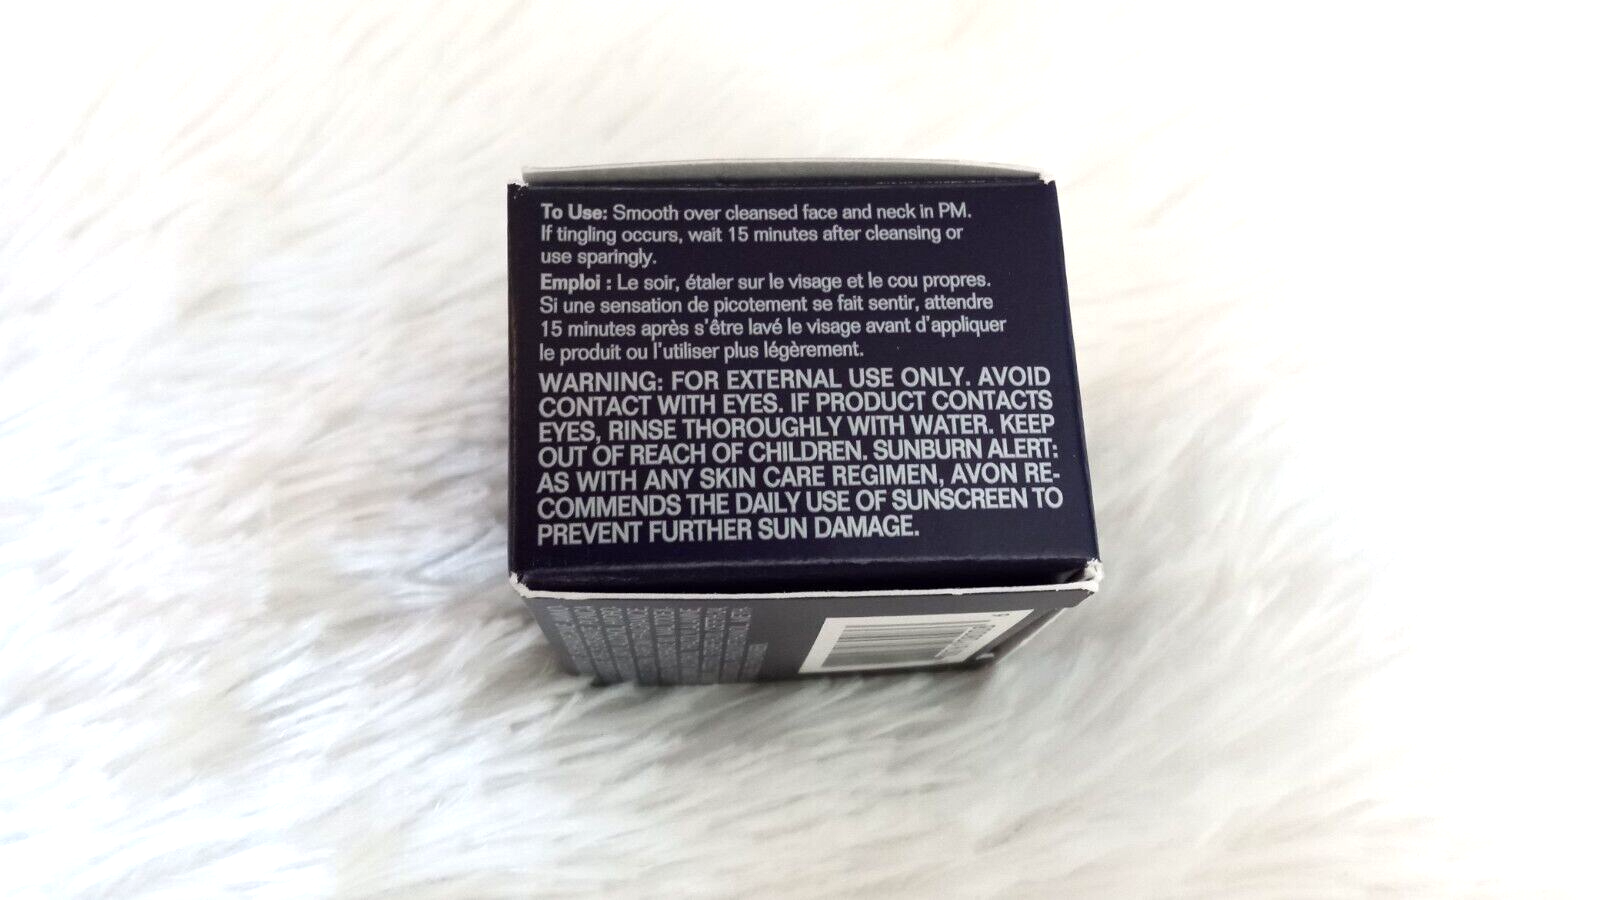 To Use: Smooth over cleansed face and neck in PM.
If tingling occurs, wait 15 minutes after cleansing or
use sparingly.
Emploi : Le soir, étaler sur le visage et le cou propres.
Si une sensation de picotement se fait sentir, attendre
15 minutes après s'être lavé le visage avant d'appliquer
le produit ou l'utiliser plus légèrement.
WARNING: FOR EXTERNAL USE ONLY. AVOID
CONTACT WITH EYES. IF PRODUCT CONTACTS
EYES, RINSE THOROUGHLY WITH WATER. KEEP
OUT OF REACH OF CHILDREN. SUNBURN ALERT:
AS WITH ANY SKIN CARE REGIMEN, AVON RE-
COMMENDS THE DAILY USE OF SUNSCREEN TO
PREVENT FURTHER SUN DAMAGE.